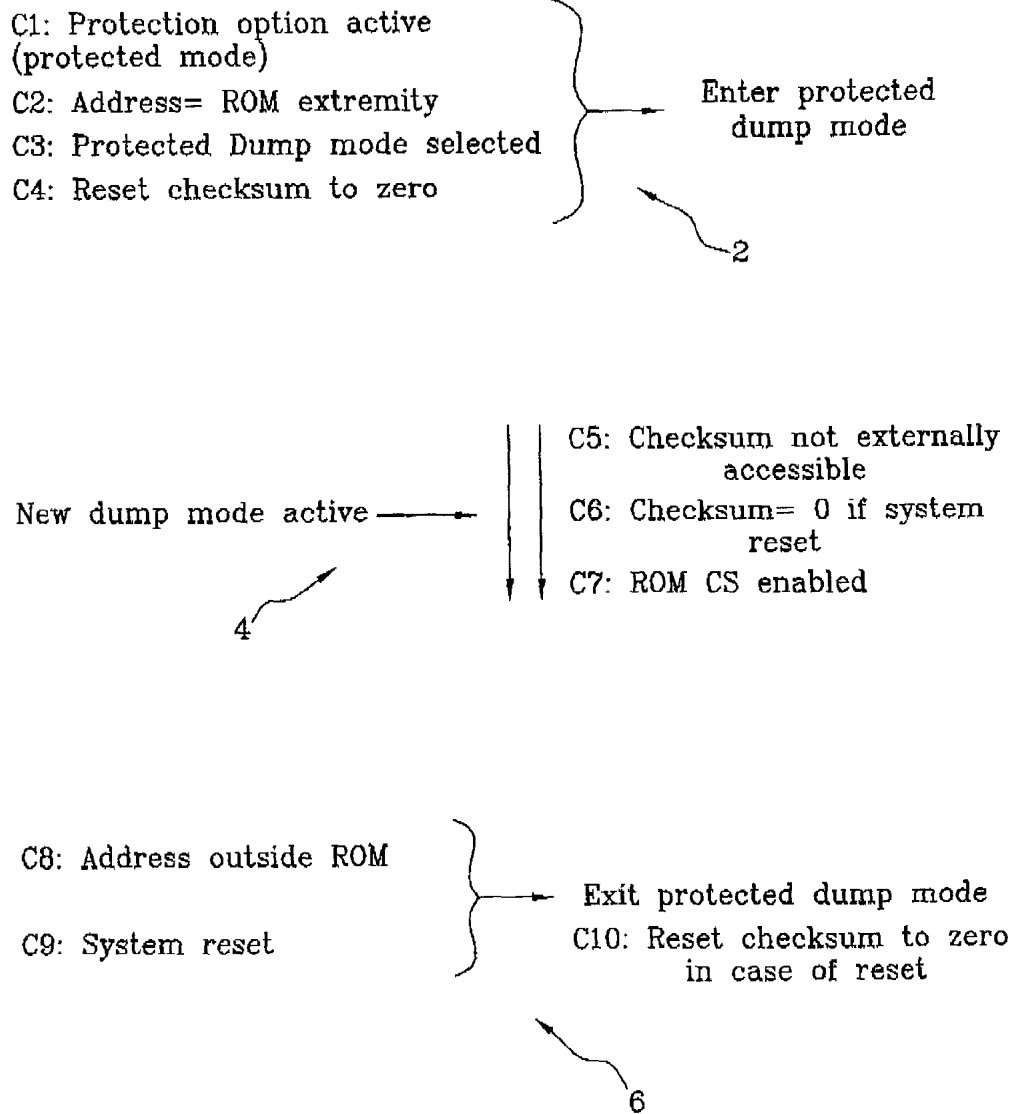 C1: Protection option active
(protected mode)
C2: Address= ROM extremity
C3: Protected Dump mode selected
C4: Reset checksum to zero
Enter protected
dump mode
2
New dump mode active
C5: Checksum not externally
accessible
C6: Checksum= 0 if system
reset
C7: ROM CS enabled
4
C8: Address outside ROM
C9: System reset
Exit protected dump mode
C10: Reset checksum to zero
in case of reset
6